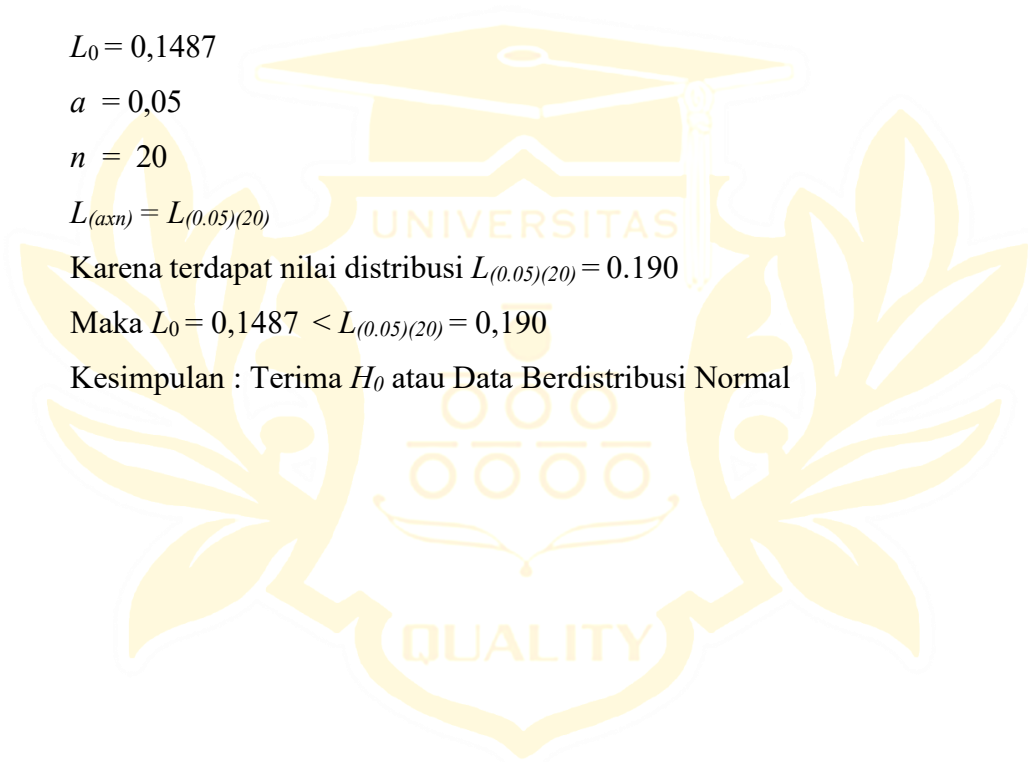 L0 = 0,1487
a = 0,05
n = 20
L(axn) = L(0.05)(20)
UNIVERSITAS
Karena terdapat nilai distribusi L(0.05)(20) = 0.190
Maka L0 = 0,1487 < L(0.05)(20) = 0,190
Kesimpulan : Terima H0 atau Data Berdistribusi Normal
QUALITY